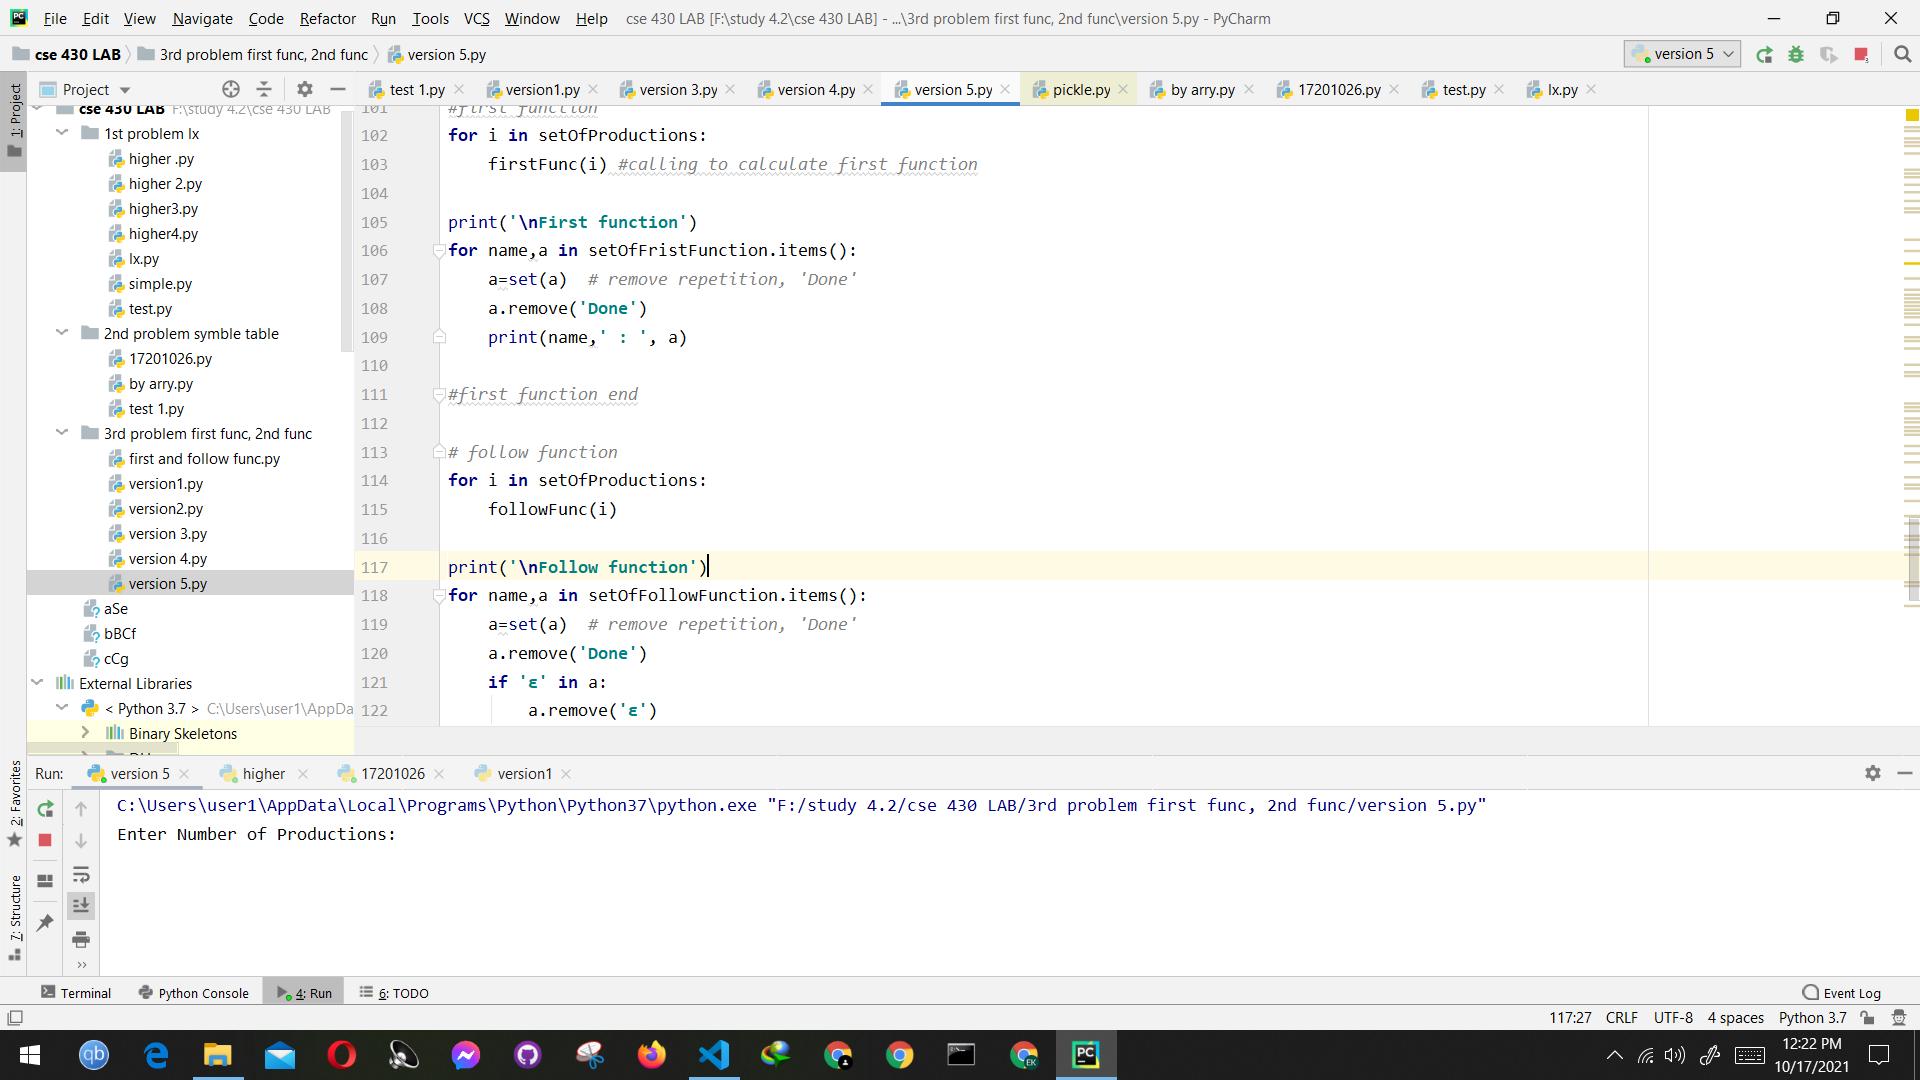 File Edit View Navigate Code Refactor Run Tools VCS Window Help cse 430 LAB [F:\study 4.2\cse 430 LAB] - ...\3rd problem first func, 2nd func\version 5.py - PyCharm
cse 430 LAB 3rd problem first func, 2nd func version 5.py version 5
Project test 1.py version1.py version 3.py version 4.py version 5.py pickle.py by arry.py 17201026.py test.py lx.py
1: Project
cse 430 LAB F:\study 4.2\cse 430 LAB
1st problem lx
higher .py
higher 2.py
higher3.py
higher4.py
lx.py
simple.py
test.py
2nd problem symble table
17201026.py
by arry.py
test 1.py
3rd problem first func, 2nd func
first and follow func.py
version1.py
version2.py
version 3.py
version 4.py
version 5.py
aSe
bBCf
cCg
External Libraries
< Python 3.7 > C:\Users\user1\AppDa
Binary Skeletons
101 #first function
102 for i in setOfProductions:
103 firstFunc(i) #calling to calculate first function
104
105 print('\nFirst function')
106 for name,a in setOfFristFunction.items():
107 a=set(a) # remove repetition, 'Done'
108 a.remove('Done')
109 print(name,' : ', a)
110
111 #first function end
112
113 # follow function
114 for i in setOfProductions:
115 followFunc(i)
116
117 print('\nFollow function')
118 for name,a in setOfFollowFunction.items():
119 a=set(a) # remove repetition, 'Done'
120 a.remove('Done')
121 if 'ε' in a:
122 a.remove('ε')
Run: version 5 higher 17201026 version1
C:\Users\user1\AppData\Local\Programs\Python\Python37\python.exe "F:/study 4.2/cse 430 LAB/3rd problem first func, 2nd func/version 5.py"
Enter Number of Productions:
2: Favorites
7: Structure
Terminal Python Console 4: Run 6: TODO Event Log
117:27 CRLF UTF-8 4 spaces Python 3.7
12:22 PM
10/17/2021